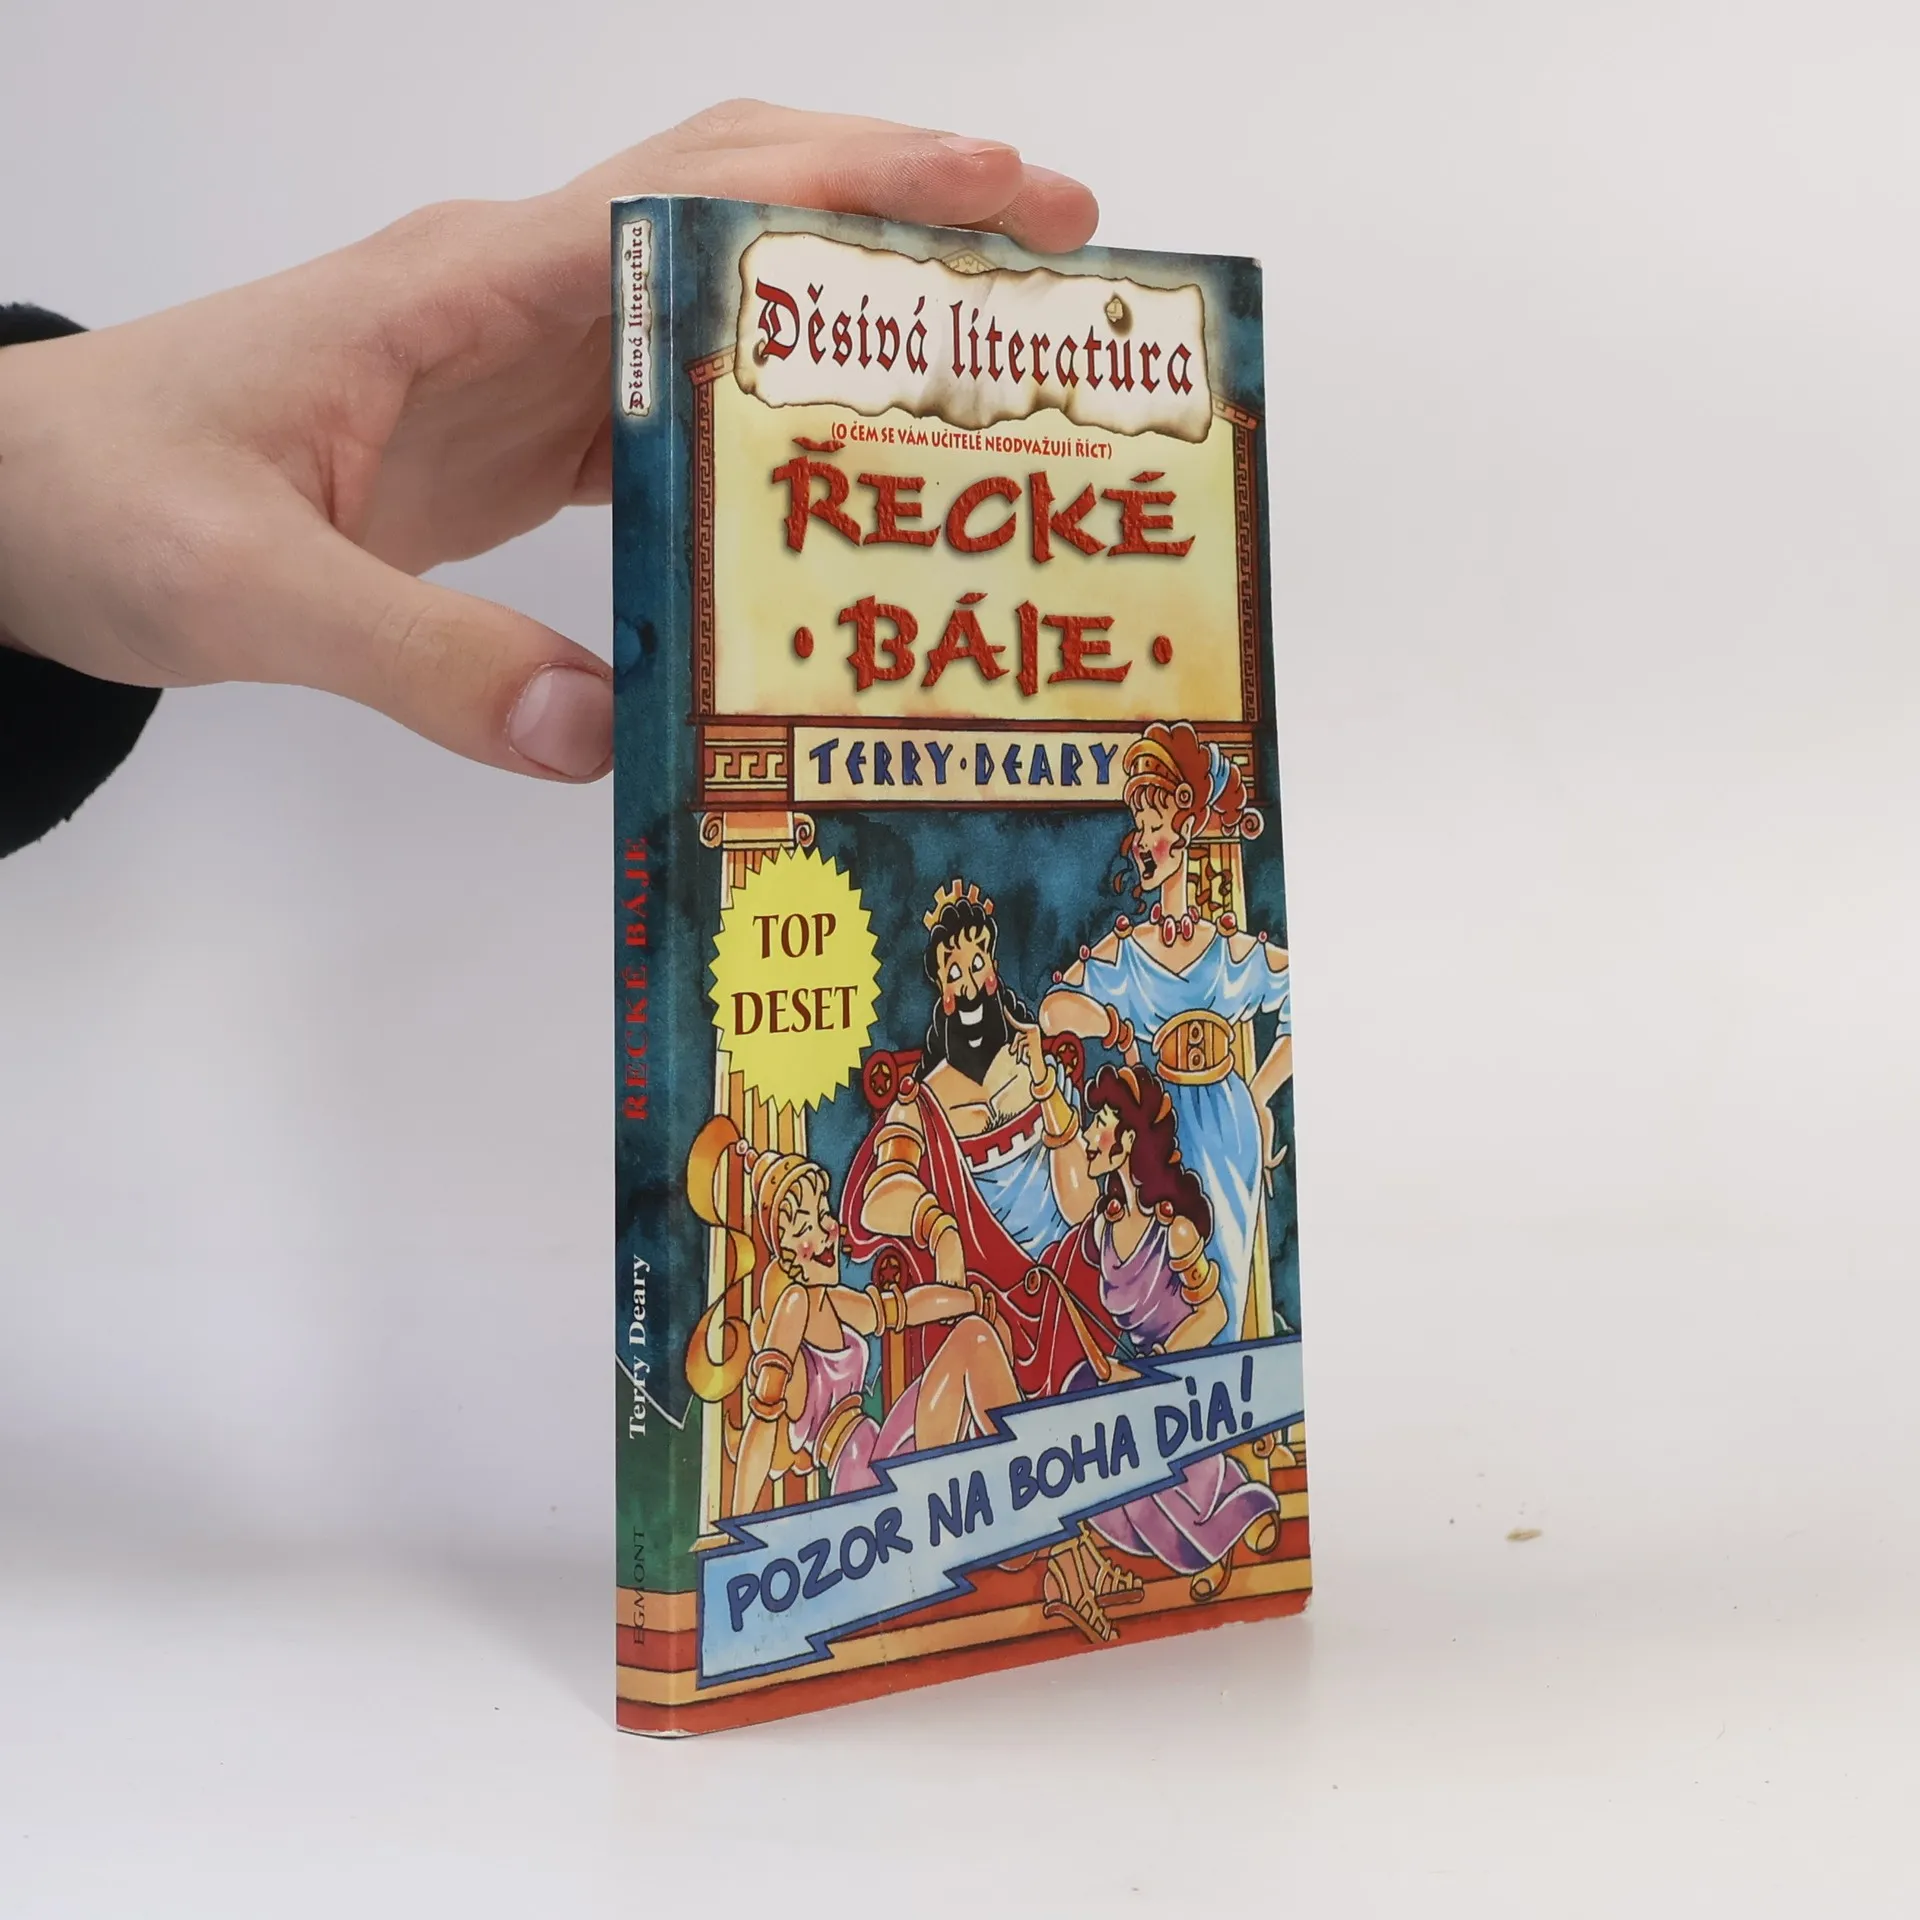 Děsivá literatura
(O ČEM SE VÁM UČITELÉ NEODVAŽUJÍ ŘÍCT)
ŘECKÉ
• BÁJE •
TERRY • DEARY
TOP
DESET
POZOR NA BOHA DIA!
Děsivá literatura
ŘECKÉ BÁJE
Terry Deary
EGMONT